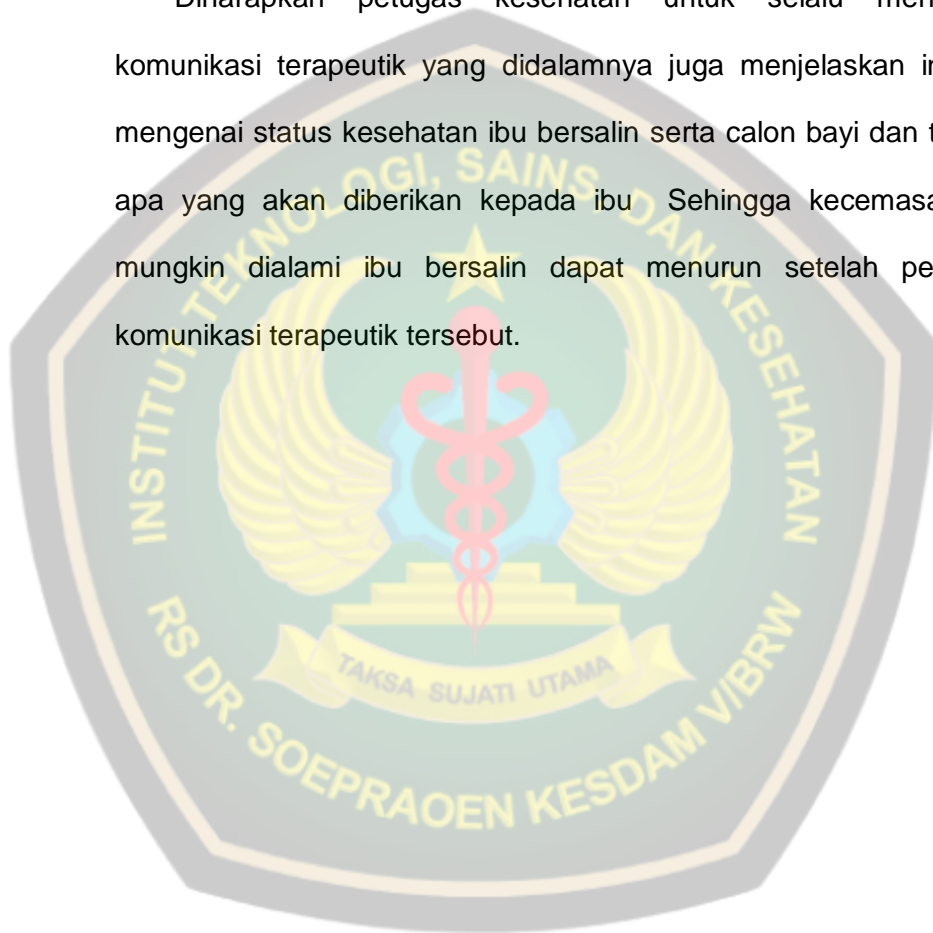 Diharapkan petugas kesehatan untuk selalu
komunikasi terapeutik yang didalamnya juga menjelaskan
mengenai status kesehatan ibu bersalin serta calon bayi dan
apa yang akan diberikan kepada ibu Sehingga
mungkin dialami ibu bersalin dapat menurun setelah
komunikasi terapeutik tersebut.
INSTITUT TEKNOLOGI, SAINS, DAN KESEHATAN
TAKSA SUJATI UTAMA
RS DR. SOEPRAOEN KESDAM V/BRW